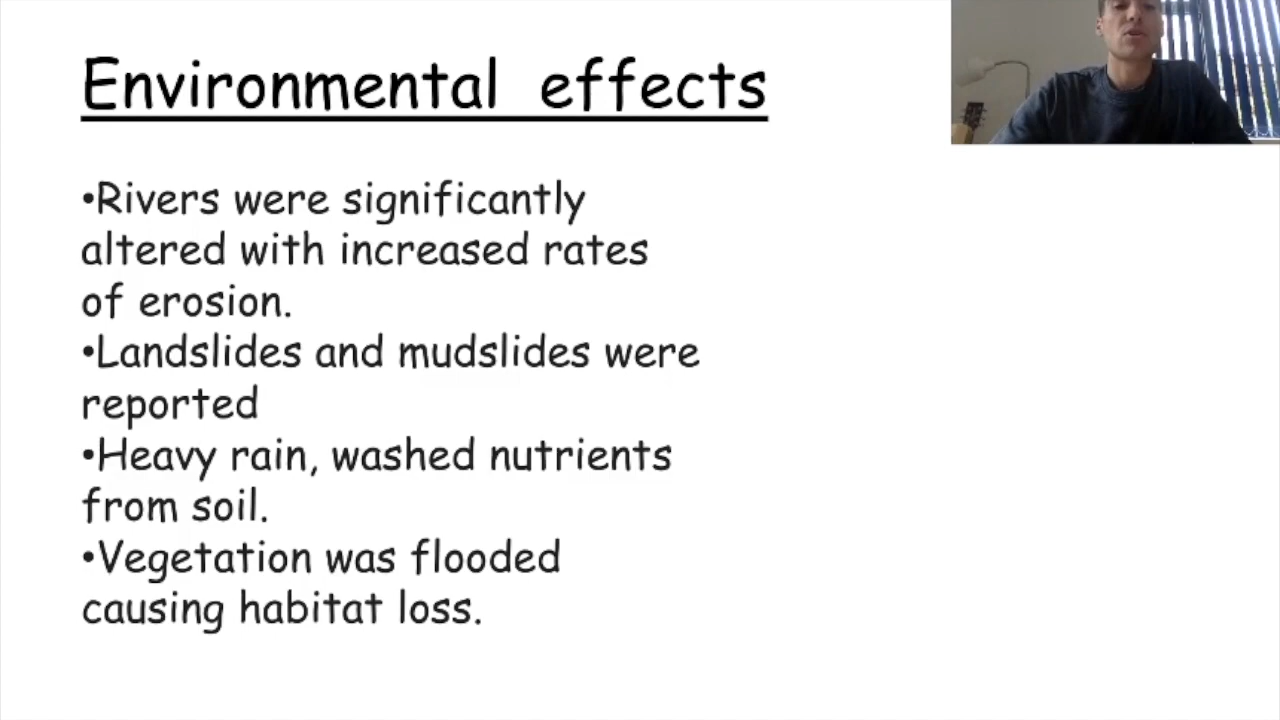 Environmental effects
•Rivers were significantly
altered with increased rates
of erosion.
•Landslides and mudslides were
reported
•Heavy rain, washed nutrients
from soil.
•Vegetation was flooded
causing habitat loss.